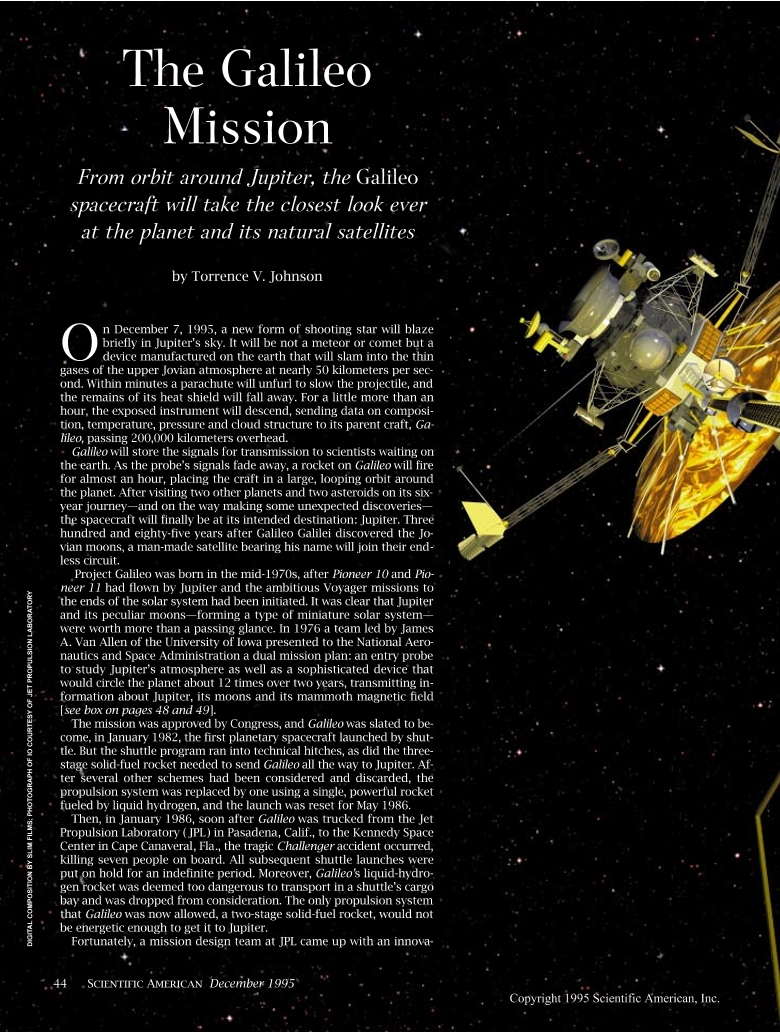 The Galileo
Mission
From orbit around Jupiter, the Galileo
spacecraft will take the closest look ever
at the planet and its natural satellites
by Torrence V. Johnson
On December 7, 1995, a new form of shooting star will blaze
briefly in Jupiter's sky. It will be not a meteor or comet but a
device manufactured on the earth that will slam into the thin
gases of the upper Jovian atmosphere at nearly 50 kilometers per sec-
ond. Within minutes a parachute will unfurl to slow the projectile, and
the remains of its heat shield will fall away. For a little more than an
hour, the exposed instrument will descend, sending data on composi-
tion, temperature, pressure and cloud structure to its parent craft, Ga-
lileo, passing 200,000 kilometers overhead.
Galileo will store the signals for transmission to scientists waiting on
the earth. As the probe's signals fade away, a rocket on Galileo will fire
for almost an hour, placing the craft in a large, looping orbit around
the planet. After visiting two other planets and two asteroids on its six-
year journey—and on the way making some unexpected discoveries—
the spacecraft will finally be at its intended destination: Jupiter. Three
hundred and eighty-five years after Galileo Galilei discovered the Jo-
vian moons, a man-made satellite bearing his name will join their end-
less circuit.
Project Galileo was born in the mid-1970s, after Pioneer 10 and Pio-
neer 11 had flown by Jupiter and the ambitious Voyager missions to
the ends of the solar system had been initiated. It was clear that Jupiter
and its peculiar moons—forming a type of miniature solar system—
were worth more than a passing glance. In 1976 a team led by James
A. Van Allen of the University of Iowa presented to the National Aero-
nautics and Space Administration a dual mission plan: an entry probe
to study Jupiter's atmosphere as well as a sophisticated device that
would circle the planet about 12 times over two years, transmitting in-
formation about Jupiter, its moons and its mammoth magnetic field
[see box on pages 48 and 49].
The mission was approved by Congress, and Galileo was slated to be-
come, in January 1982, the first planetary spacecraft launched by shut-
tle. But the shuttle program ran into technical hitches, as did the three-
stage solid-fuel rocket needed to send Galileo all the way to Jupiter. Af-
ter several other schemes had been considered and discarded, the
propulsion system was replaced by one using a single, powerful rocket
fueled by liquid hydrogen, and the launch was reset for May 1986.
Then, in January 1986, soon after Galileo was trucked from the Jet
Propulsion Laboratory (JPL) in Pasadena, Calif., to the Kennedy Space
Center in Cape Canaveral, Fla., the tragic Challenger accident occurred,
killing seven people on board. All subsequent shuttle launches were
put on hold for an indefinite period. Moreover, Galileo's liquid-hydro-
gen rocket was deemed too dangerous to transport in a shuttle's cargo
bay and was dropped from consideration. The only propulsion system
that Galileo was now allowed, a two-stage solid-fuel rocket, would not
be energetic enough to get it to Jupiter.
Fortunately, a mission design team at JPL came up with an innova-
DIGITAL COMPOSITION BY SLIM FILMS; PHOTOGRAPH OF IO COURTESY OF JET PROPULSION LABORATORY
44 SCIENTIFIC AMERICAN December 1995
Copyright 1995 Scientific American, Inc.